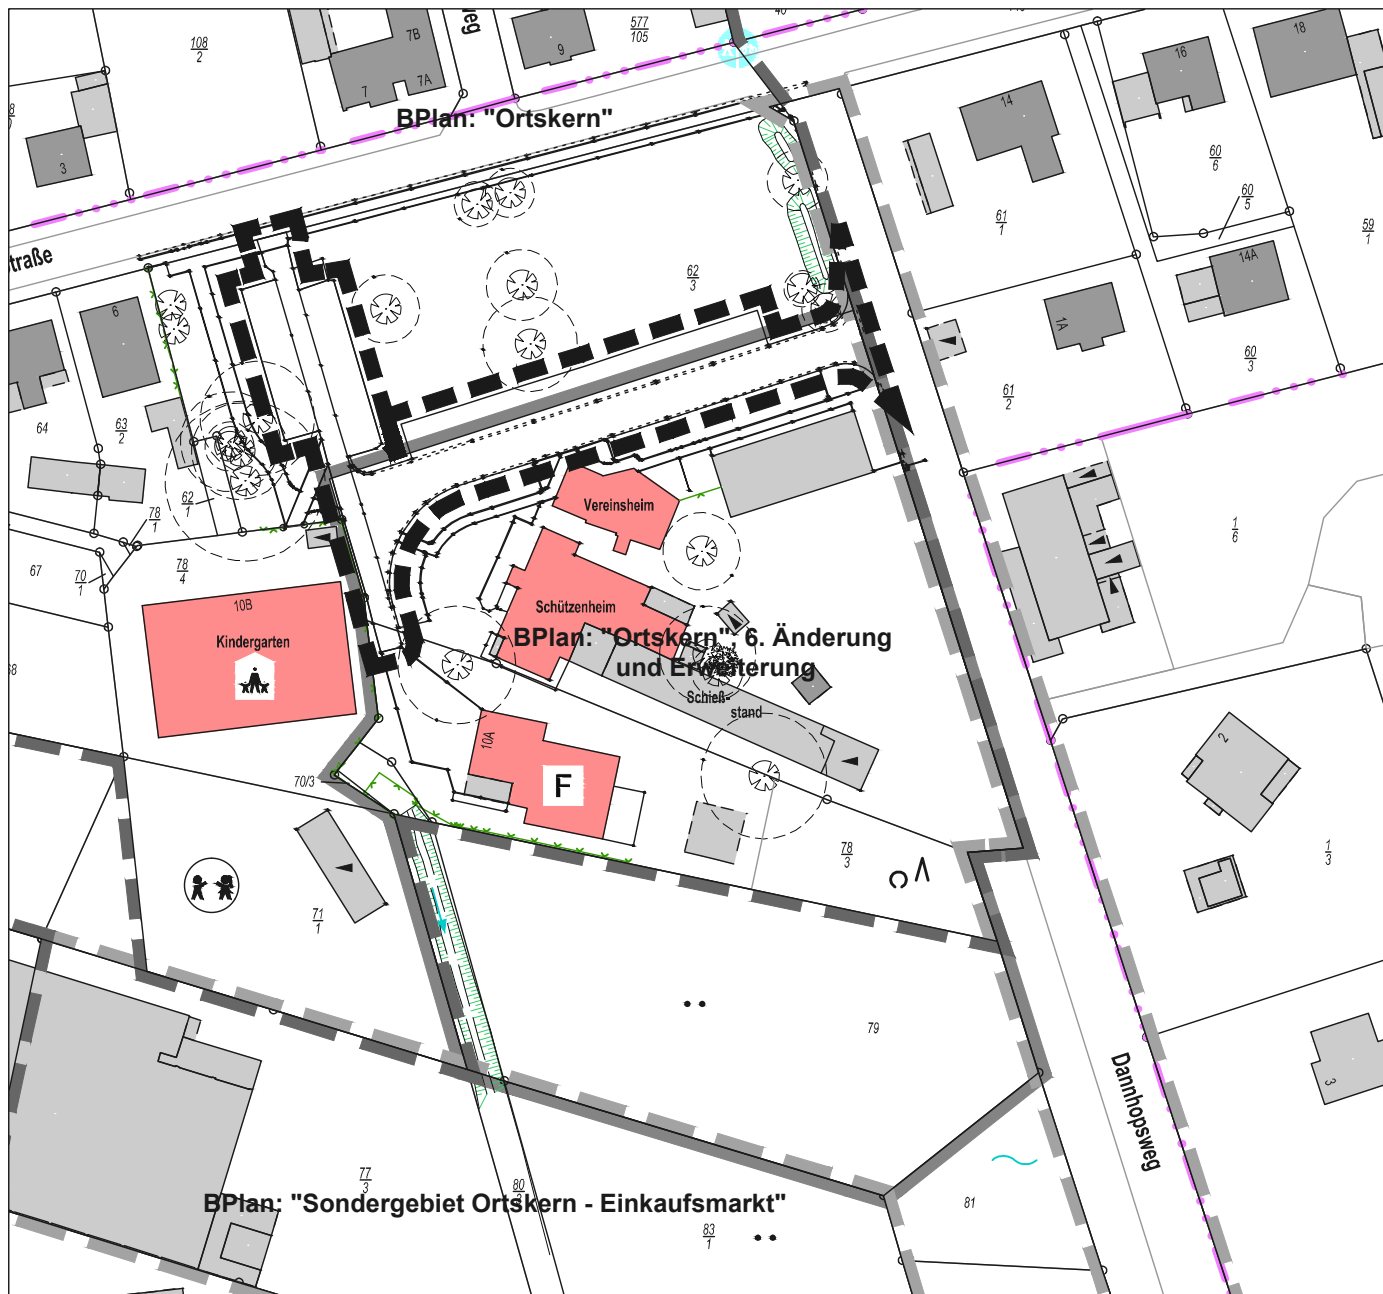 108
2
7B
7
7A
weg
9
577
105
18
16
14
3
BPlan: "Ortskern"
60
6
60
5
61
1
59
1
straße
62
3
14A
6
1A
60
3
61
2
64
63
2
62
1
78
1
Vereinsheim
1
6
67
70
1
78
4
10B
Kindergarten
Schützenheim
BPlan: "Ortskern", 6. Änderung
und Erweiterung
68
Schieß-
stand
10A
2
70/3
F
78
3
1
3
71
1
79
3
Dannhopsweg
77
3
80
BPlan: "Sondergebiet Ortskern - Einkaufsmarkt"
81
83
1